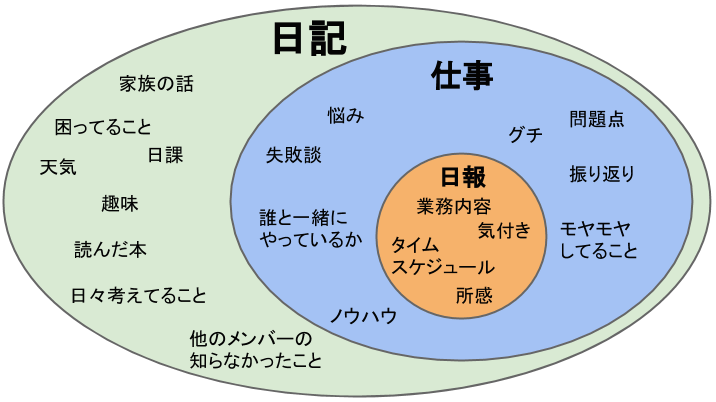 日記
家族の話
困ってること
天気
日課
趣味
読んだ本
日々考えてること
他のメンバーの
知らなかったこと
仕事
悩み
グチ
問題点
失敗談
振り返り
誰と一緒に
やっているか
モヤモヤ
してること
ノウハウ
日報
業務内容
気付き
タイム
スケジュール
所感